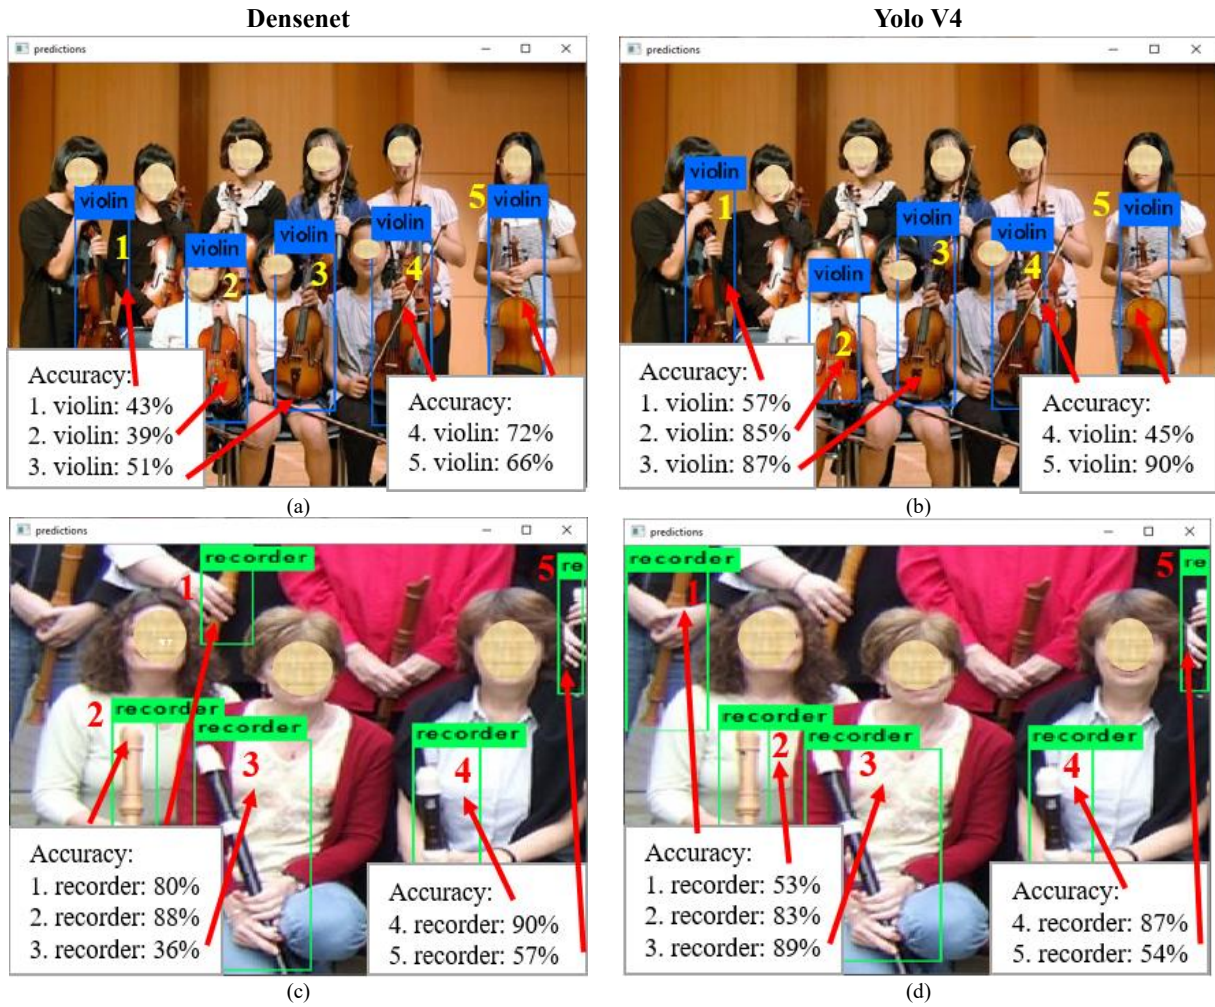 Densenet
Yolo V4
predictions
predictions
violin
violin
violin
violin
violin
1
2
3
4
5
Accuracy:
1. violin: 43%
2. violin: 39%
3. violin: 51%
Accuracy:
4. violin: 72%
5. violin: 66%
violin
violin
violin
violin
violin
1
2
3
4
5
Accuracy:
1. violin: 57%
2. violin: 85%
3. violin: 87%
Accuracy:
4. violin: 45%
5. violin: 90%
(a)
(b)
predictions
predictions
recorder
re
recorder
recorder
recorder
1
2
3
4
5
Accuracy:
1. recorder: 80%
2. recorder: 88%
3. recorder: 36%
Accuracy:
4. recorder: 90%
5. recorder: 57%
recorder
re
recorder
recorder
recorder
1
2
3
4
5
Accuracy:
1. recorder: 53%
2. recorder: 83%
3. recorder: 89%
Accuracy:
4. recorder: 87%
5. recorder: 54%
(c)
(d)